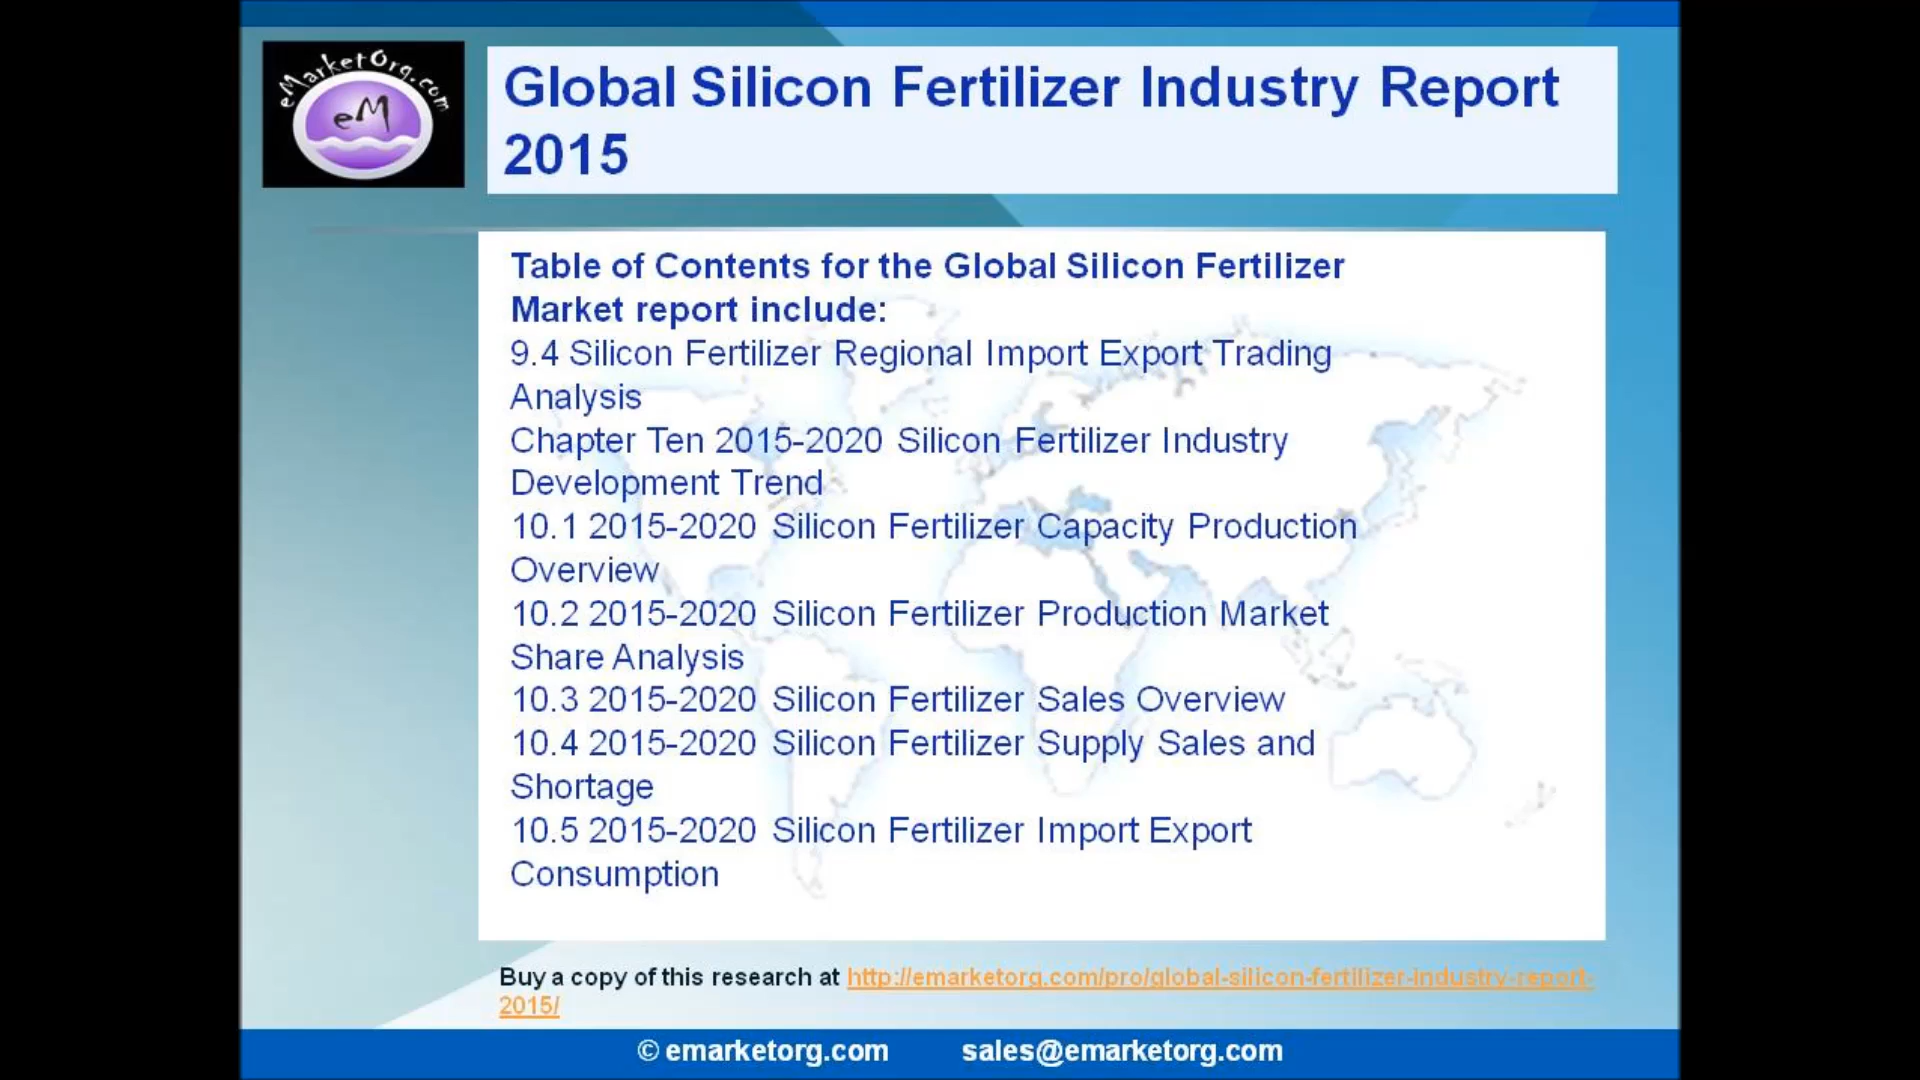 eMarketOrg.com
eM
Global Silicon Fertilizer Industry Report
2015
Table of Contents for the Global Silicon Fertilizer
Market report include:
9.4 Silicon Fertilizer Regional Import Export Trading
Analysis
Chapter Ten 2015-2020 Silicon Fertilizer Industry
Development Trend
10.1 2015-2020 Silicon Fertilizer Capacity Production
Overview
10.2 2015-2020 Silicon Fertilizer Production Market
Share Analysis
10.3 2015-2020 Silicon Fertilizer Sales Overview
10.4 2015-2020 Silicon Fertilizer Supply Sales and
Shortage
10.5 2015-2020 Silicon Fertilizer Import Export
Consumption
Buy a copy of this research at http://emarketorg.com/pro/global-silicon-fertilizer-industry-report-
2015/
© emarketorg.com sales@emarketorg.com